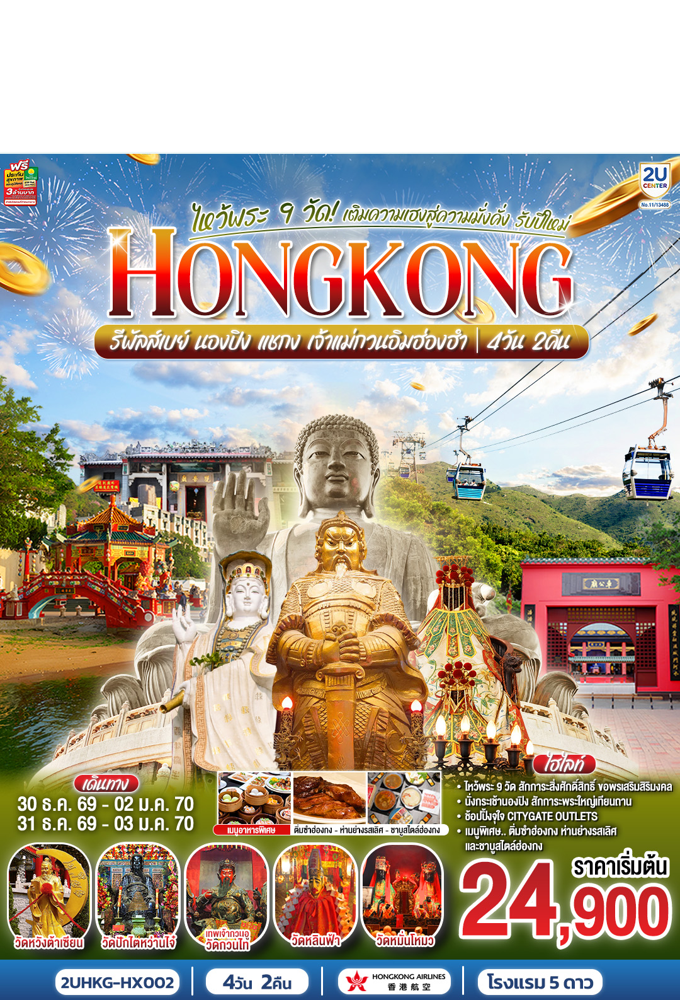 ฟรี
ประกัน
สุขภาพ
3 ล้านบาท
2U
CENTER
No.11/13488
ไหว้พระ 9 วัด! เติมความเฮงสู่ความมั่งคั่ง รับปีใหม่
HONGKONG
รีพัลส์เบย์ นองปิง แชกง เจ้าแม่กวนอิมฮ่องฮำ | 4วัน 2คืน
車公廟
ไฮไลท์
• ไหว้พระ 9 วัด สักการะสิ่งศักดิ์สิทธิ์ ขอพรเสริมสิริมงคล
• นั่งกระเช้านองปิง สักการะพระใหญ่เทียนถาน
• ช้อปปิ้งจุใจ CITYGATE OUTLETS
• เมนูพิเศษ.. ติ่มซำฮ่องกง ห่านย่างรสเลิศ
และชาบูสไตล์ฮ่องกง
เดินทาง
30 ธ.ค. 69 - 02 ม.ค. 70
31 ธ.ค. 69 - 03 ม.ค. 70
เมนูอาหารพิเศษ ติ่มซำฮ่องกง - ห่านย่างรสเลิศ - ชาบูสไตล์ฮ่องกง
ราคาเริ่มต้น
24,900
วัดหวังต้าเซียน
วัดปักไตหว่านไจ๋
เทพเจ้ากวนอู
วัดกวนไท
วัดหลินฟ้า
วัดหมั่นโหมว
2UHKG-HX002
4วัน 2คืน
HONGKONG AIRLINES
香港航空
โรงแรม 5 ดาว